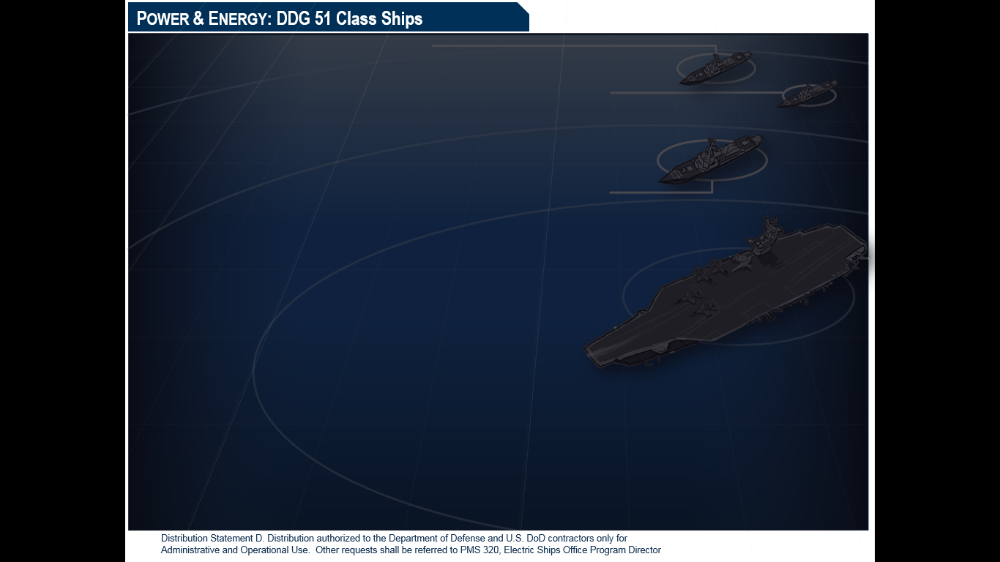 POWER & ENERGY: DDG 51 Class Ships
Distribution Statement D. Distribution authorized to the Department of Defense and U.S. DoD contractors only for
Administrative and Operational Use.  Other requests shall be referred to PMS 320, Electric Ships Office Program Director